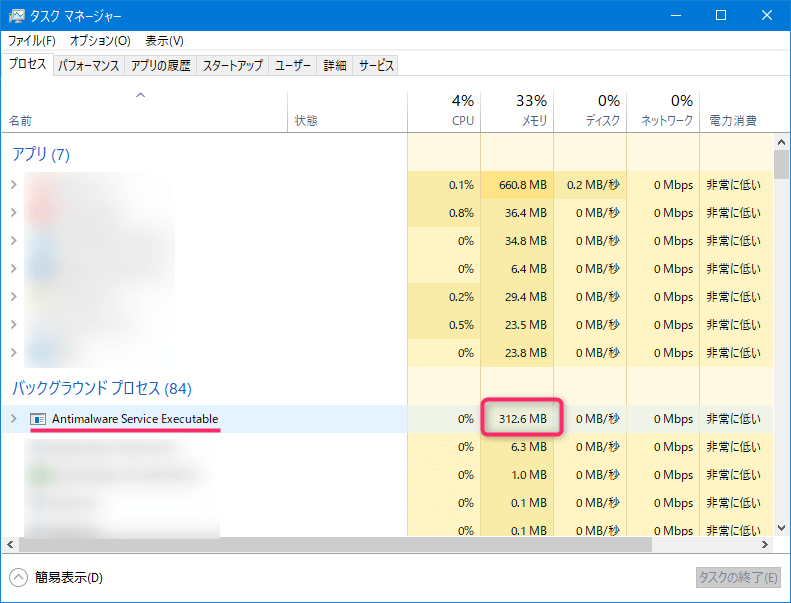 タスク マネージャー
ファイル(F) オプション(O) 表示(V)
プロセス パフォーマンス アプリの履歴 スタートアップ ユーザー 詳細 サービス
4% 33% 0% 0%
名前 状態 CPU メモリ ディスク ネットワーク 電力消費
アプリ (7)
0.1% 660.8 MB 0.2 MB/秒 0 Mbps 非常に低い
0.8% 36.4 MB 0 MB/秒 0 Mbps 非常に低い
0% 34.8 MB 0 MB/秒 0 Mbps 非常に低い
0% 6.4 MB 0 MB/秒 0 Mbps 非常に低い
0.2% 29.4 MB 0 MB/秒 0 Mbps 非常に低い
0.5% 23.5 MB 0 MB/秒 0 Mbps 非常に低い
0% 23.8 MB 0 MB/秒 0 Mbps 非常に低い
バックグラウンド プロセス (84)
Antimalware Service Executable 0% 312.6 MB 0 MB/秒 0 Mbps 非常に低い
0% 6.3 MB 0 MB/秒 0 Mbps 非常に低い
0% 1.0 MB 0 MB/秒 0 Mbps 非常に低い
0% 0.1 MB 0 MB/秒 0 Mbps 非常に低い
0% 0.1 MB 0 MB/秒 0 Mbps 非常に低い
簡易表示(D) タスクの終了(E)